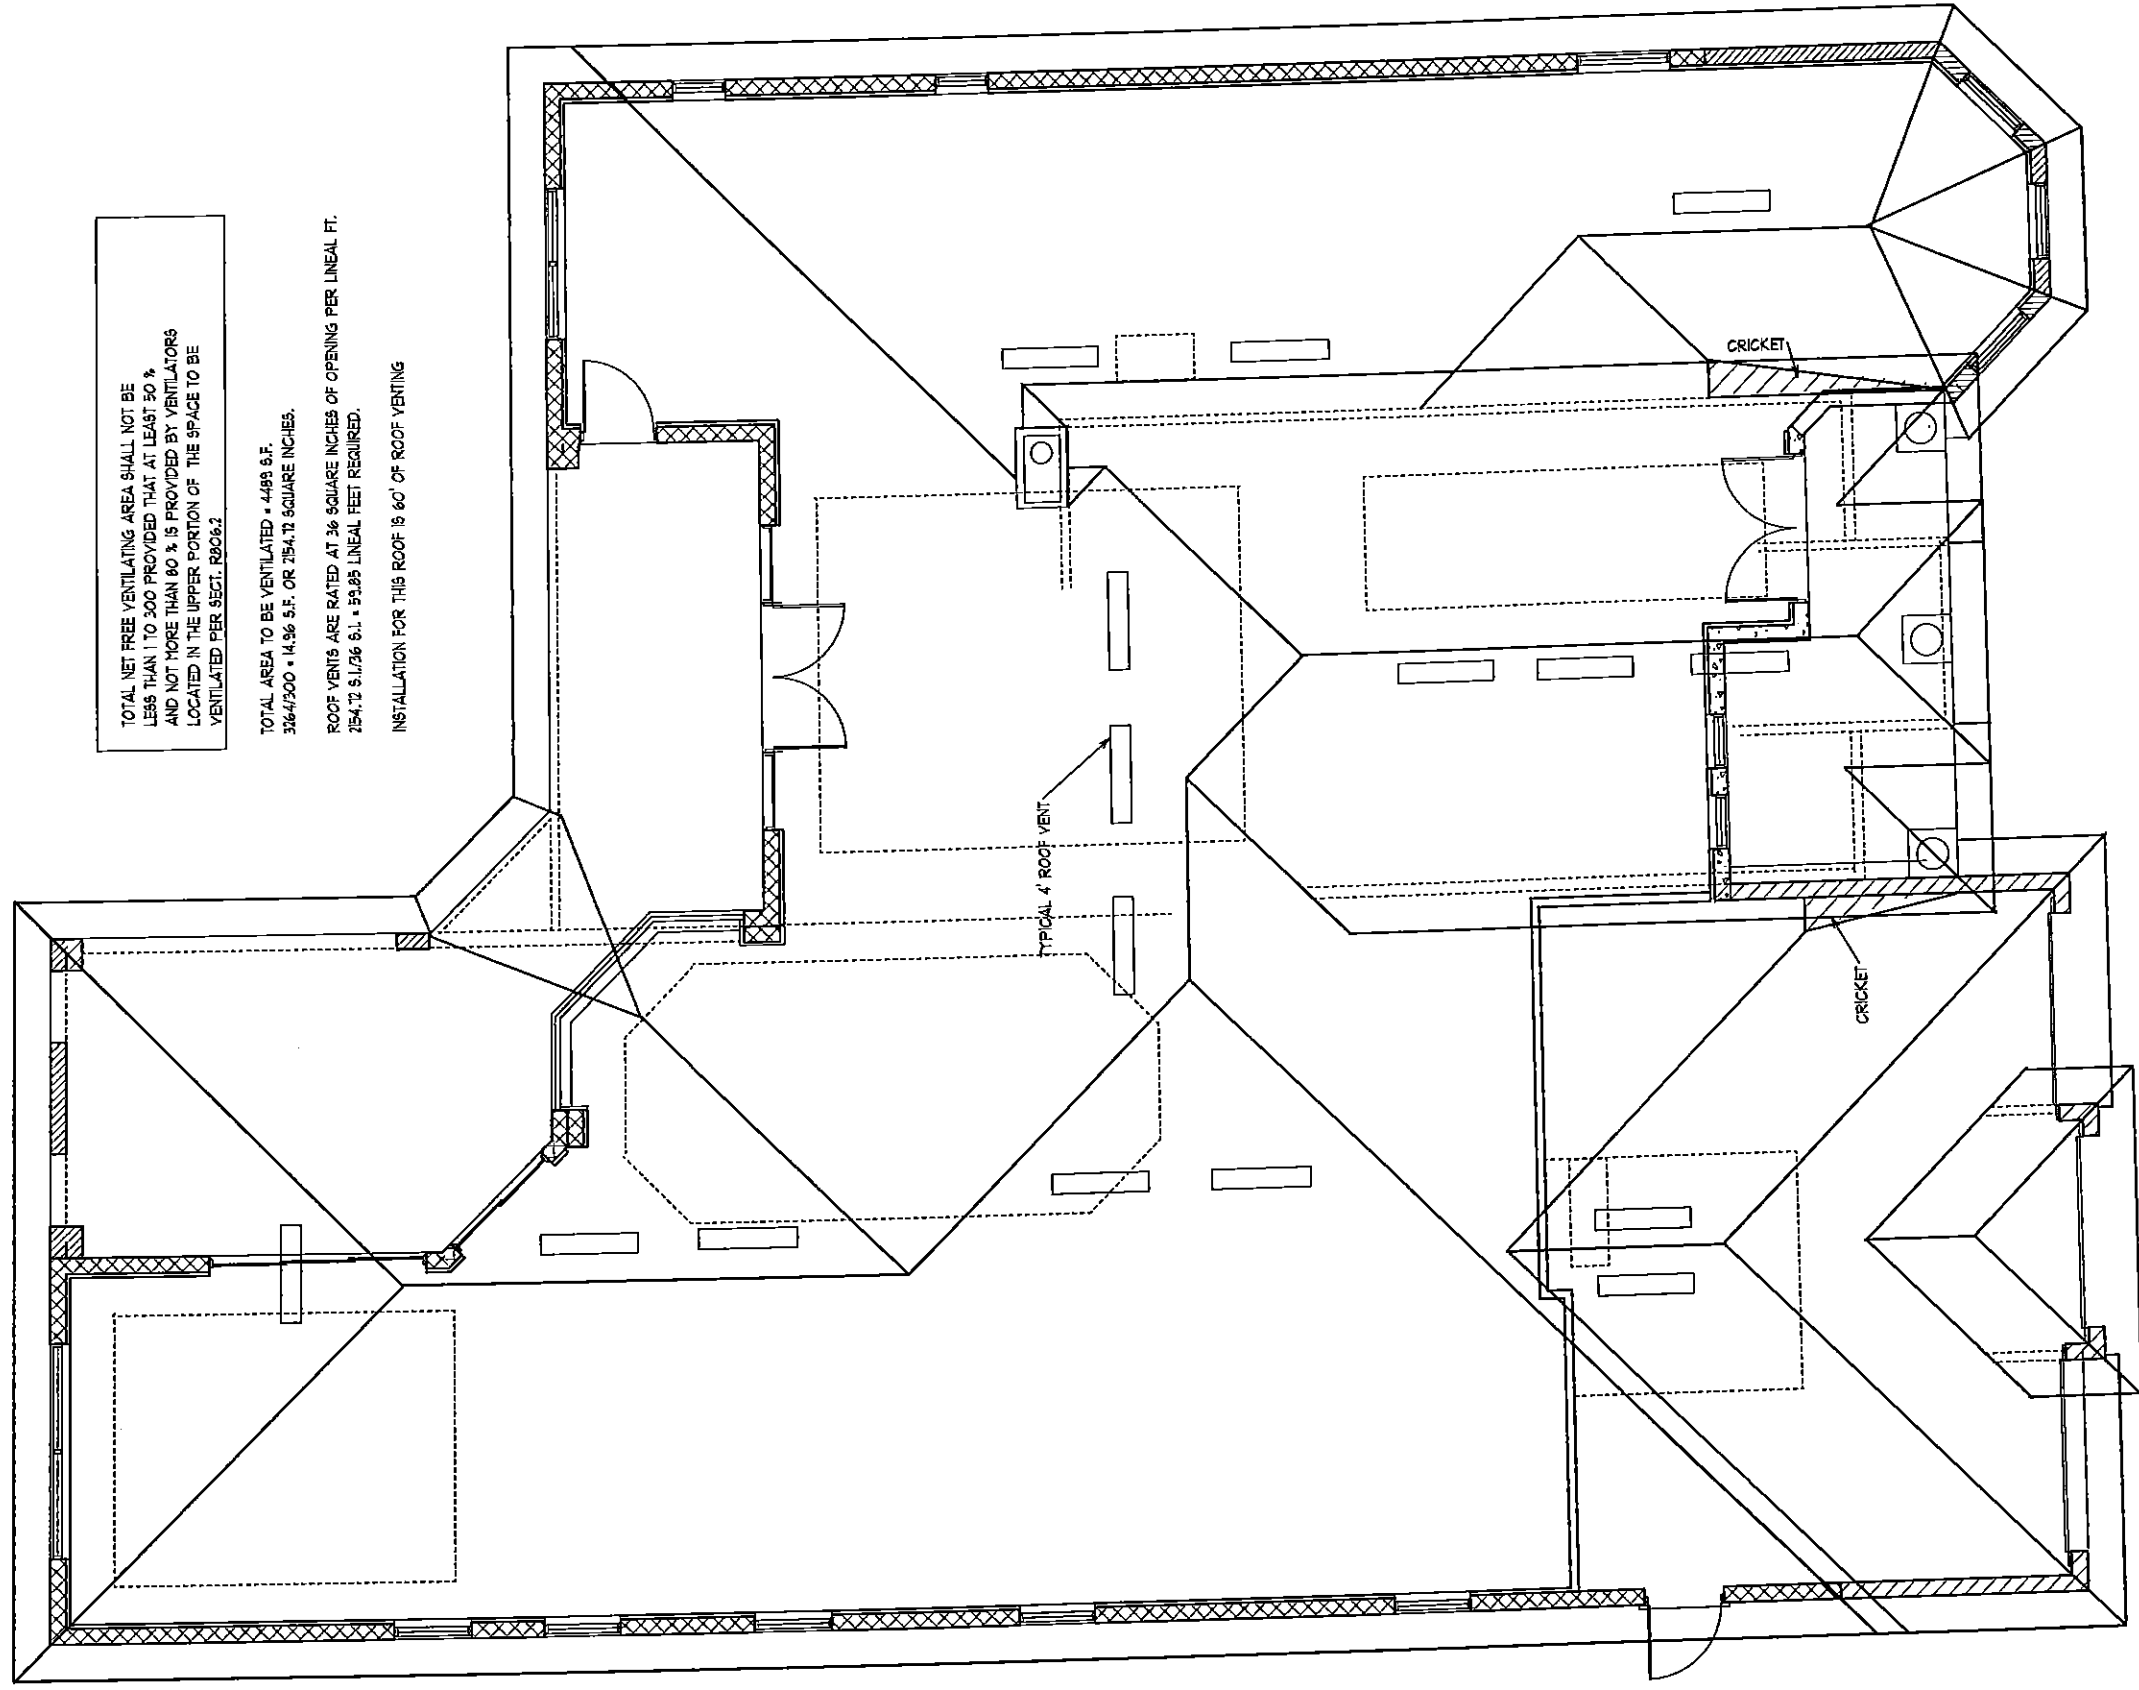 TOTAL NET FREE VENTILATING AREA SHALL NOT BE
LESS THAN 1 TO 300 PROVIDED THAT AT LEAST 50 %
AND NOT MORE THAN 80 % IS PROVIDED BY VENTILATORS
LOCATED IN THE UPPER PORTION OF THE SPACE TO BE
VENTILATED PER SECT. R806.2
TOTAL AREA TO BE VENTILATED = 4489 S.F.
3264/300 = 14.96 S.F. OR 2154.72 SQUARE INCHES.
ROOF VENTS ARE RATED AT 36 SQUARE INCHES OF OPENING PER LINEAL FT.
2154.72 S.I./36 S.I. = 59.85 LINEAL FEET REQUIRED.
INSTALLATION FOR THIS ROOF IS 60' OF ROOF VENTING
CRICKET
TYPICAL 4' ROOF VENT
CRICKET